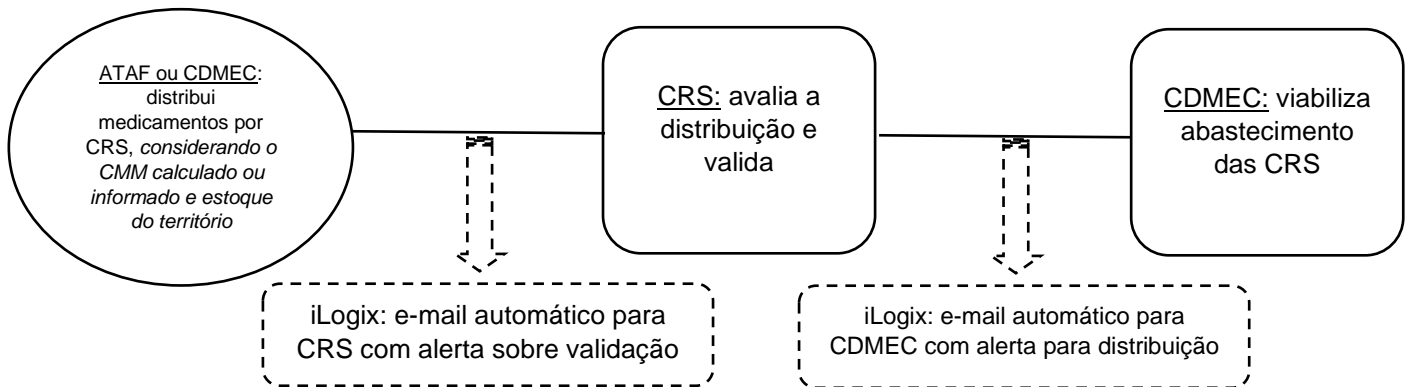 ATAF ou CDMEC:
distribui
medicamentos por
CRS, considerando o
CMM calculado ou
informado e estoque
do território
CRS: avalia a
distribuição e
valida
CDMEC: viabiliza
abastecimento
das CRS
iLogix: e-mail automático para
CRS com alerta sobre validação
iLogix: e-mail automático para
CDMEC com alerta para distribuição